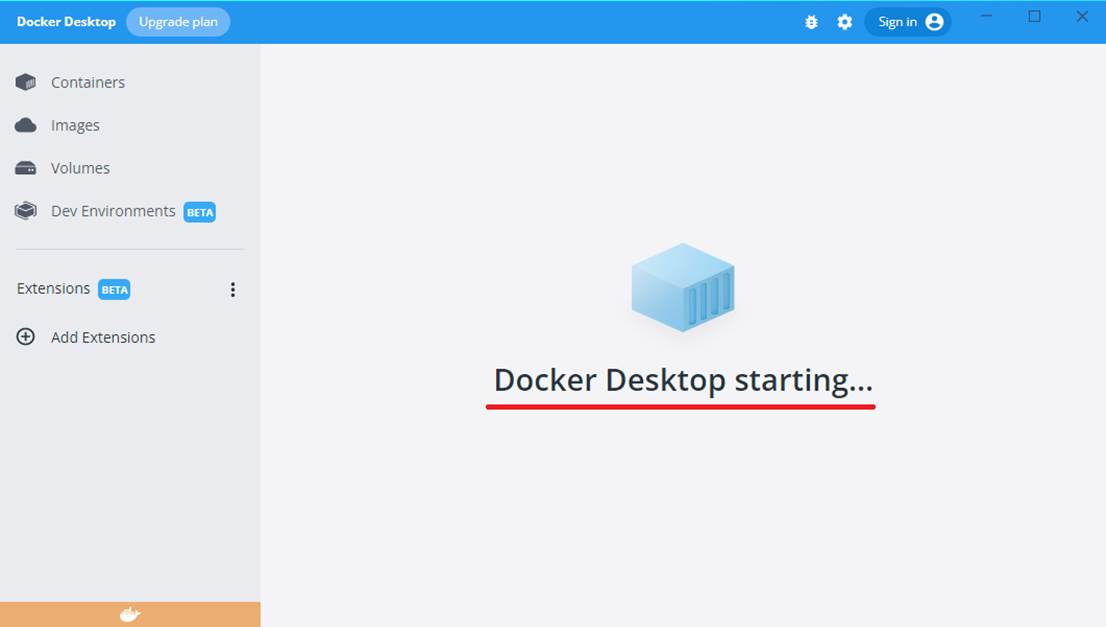 Docker Desktop Upgrade plan Sign in
Containers
Images
Volumes
Dev Environments BETA
Extensions BETA
Add Extensions
Docker Desktop starting...